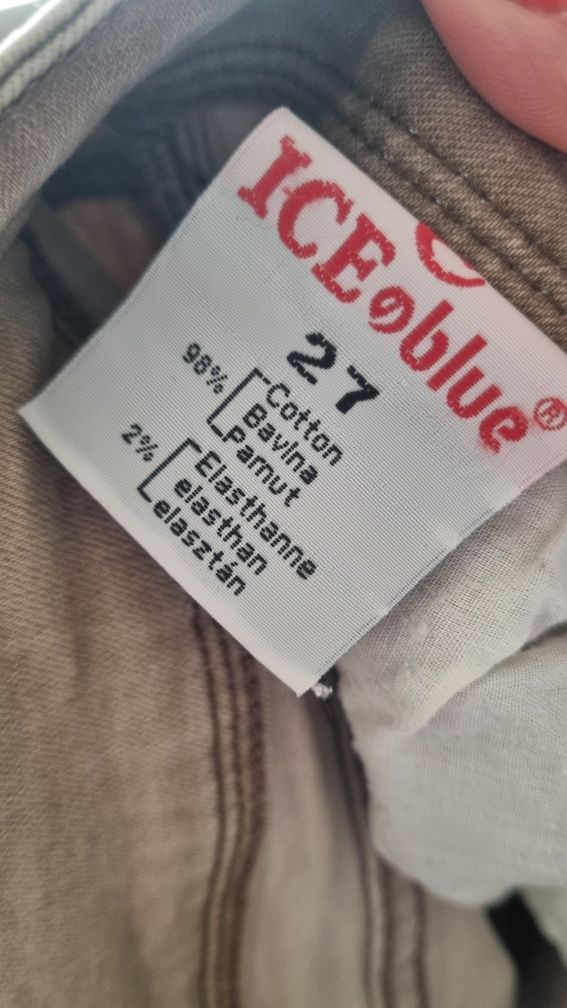 ICE blue ®
27
98% Cotton
Bavlna
Pamut
2% Elasthanne
elasthan
elasztán